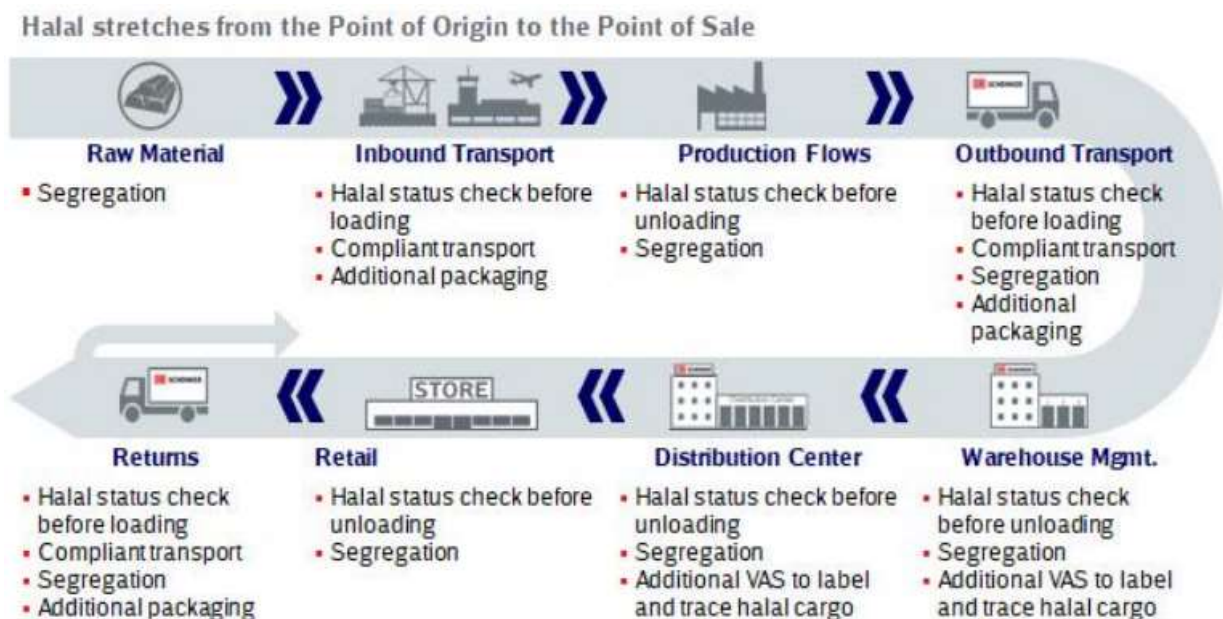 Halal stretches from the Point of Origin to the Point of Sale
SCHENKER
Raw Material
Inbound Transport
Production Flows
Outbound Transport
▪ Segregation
▪ Halal status check before
loading
▪ Compliant transport
▪ Additional packaging
▪ Halal status check before
unloading
▪ Segregation
▪ Halal status check
before loading
▪ Compliant transport
▪ Segregation
▪ Additional
packaging
SCHENKER
STORE
Returns
Retail
Distribution Center
Warehouse Mgmt.
▪ Halal status check
before loading
▪ Compliant transport
▪ Segregation
▪ Additional packaging
▪ Halal status check before
unloading
▪ Segregation
▪ Halal status check before
unloading
▪ Segregation
▪ Additional VAS to label
and trace halal cargo
▪ Halal status check
before unloading
▪ Segregation
▪ Additional VAS to label
and trace halal cargo